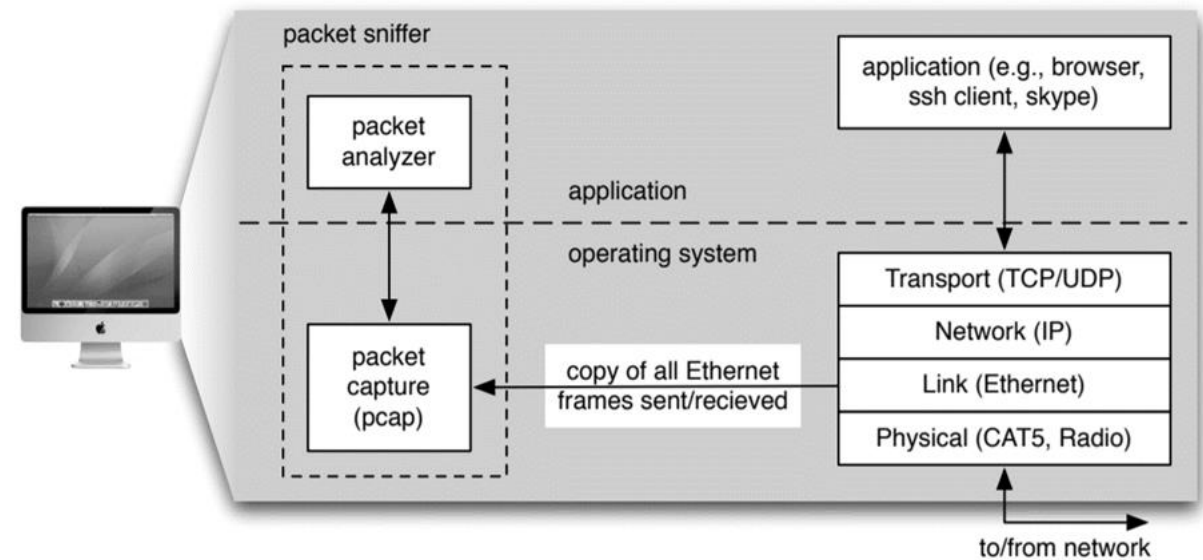 packet sniffer
packet
analyzer
application (e.g., browser,
ssh client, skype)
application
operating system
packet
capture
(pcap)
copy of all Ethernet
frames sent/recieved
Transport (TCP/UDP)
Network (IP)
Link (Ethernet)
Physical (CAT5, Radio)
to/from network